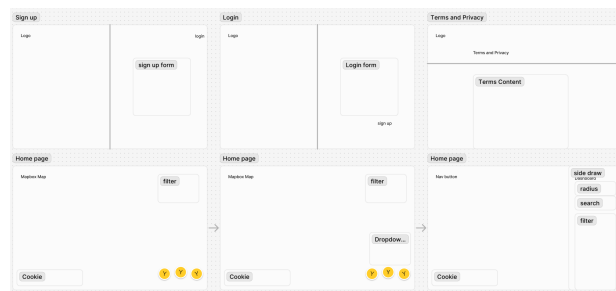 Sign up
Login
Terms and Privacy
Logo
login
Logo
Logo
Terms and Privacy
sign up form
Login form
Terms Content
sign up
Home page
Home page
Home page
Mapbox Map
filter
Mapbox Map
filter
Nav button
side draw
Dashboard
radius
search
filter
Dropdow...
Cookie
Y
Y
Y
Cookie
Y
Y
Y
Cookie